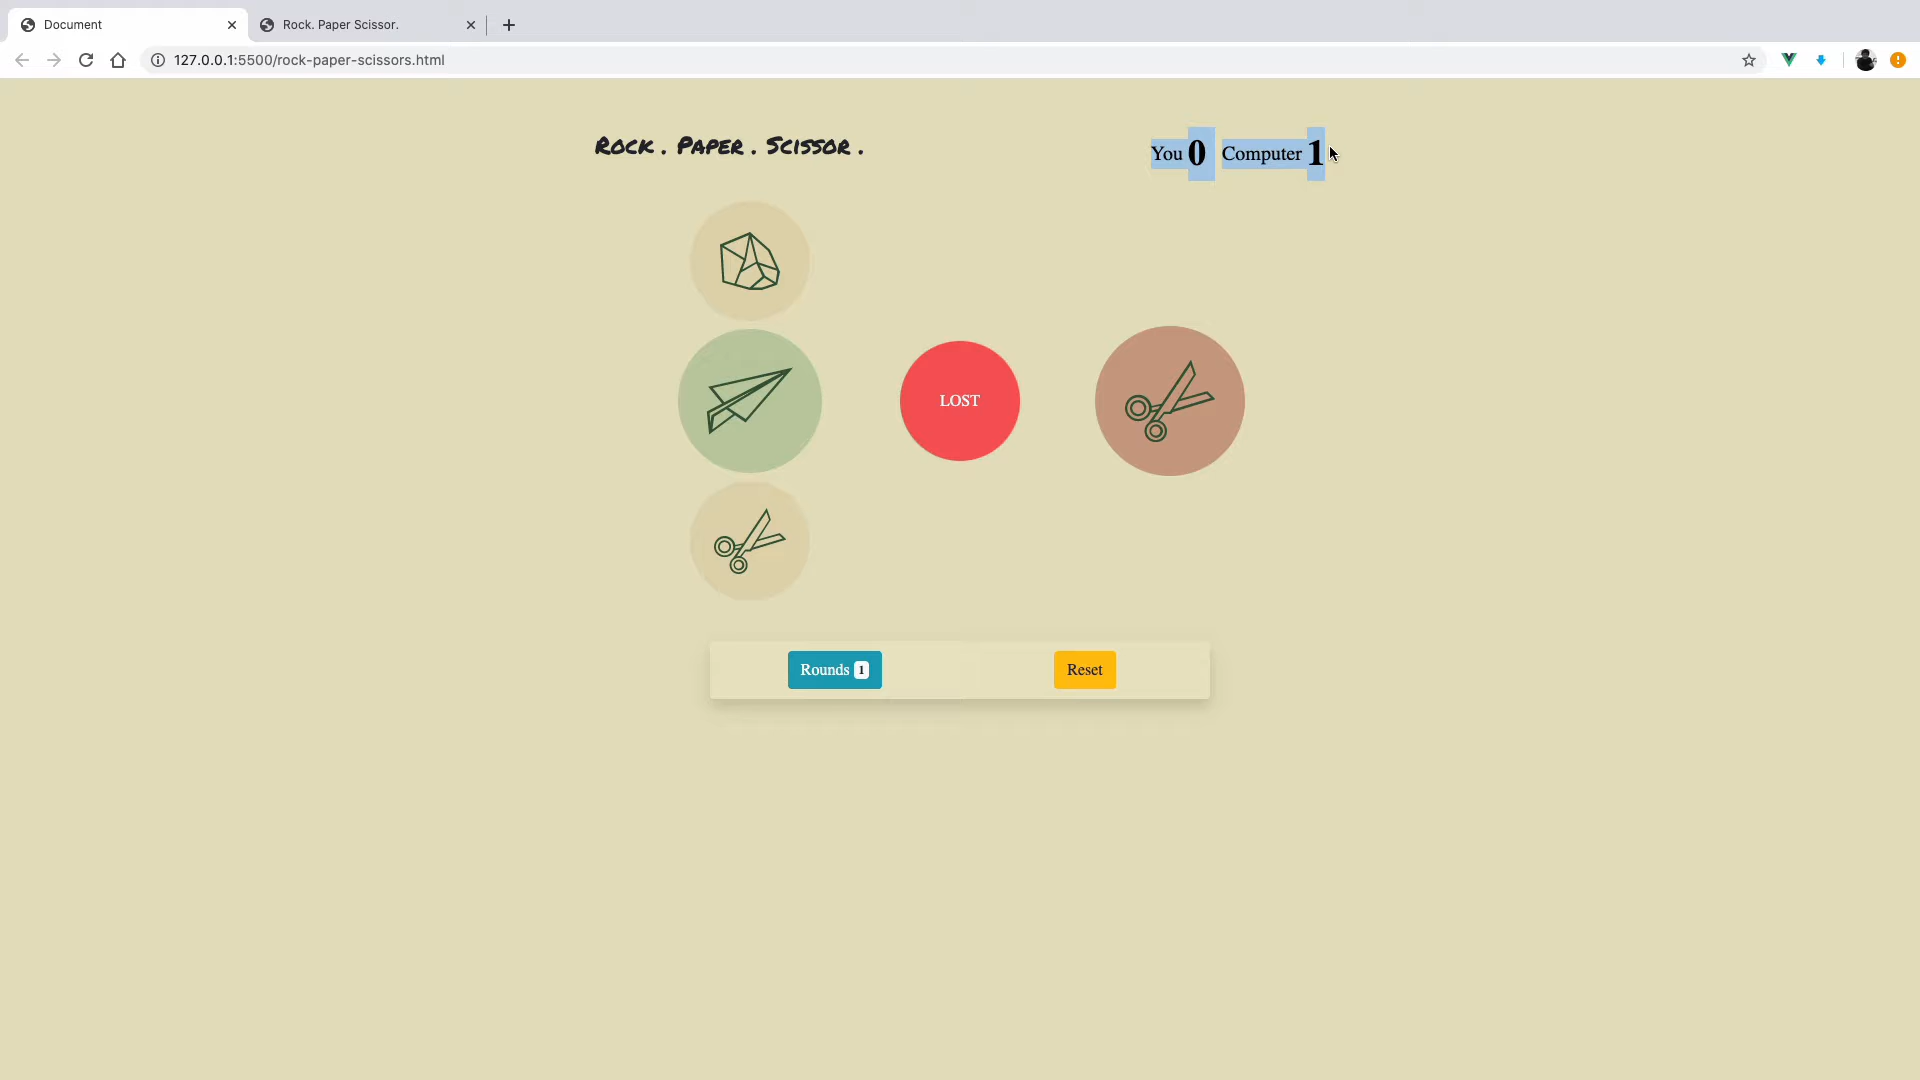 Document
Rock. Paper Scissor.
127.0.0.1:5500/rock-paper-scissors.html
Rock . Paper . Scissor .
You 0 Computer 1
LOST
Rounds 1
Reset